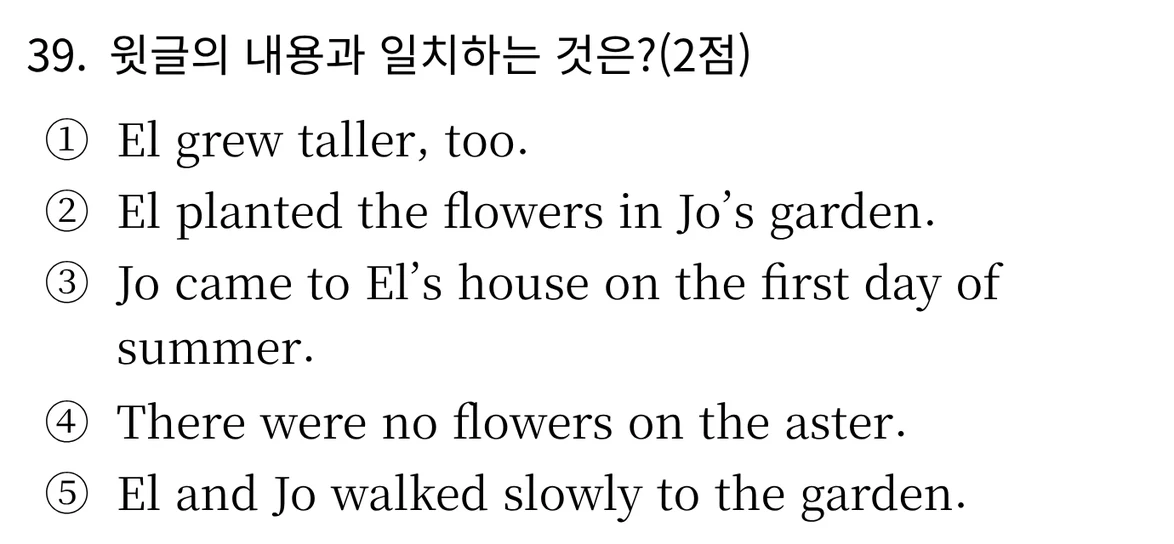 39. 윗글의 내용과 일치하는 것은?(2점)
① El grew taller, too.
② El planted the flowers in Jo’s garden.
③ Jo came to El’s house on the first day of
summer.
④ There were no flowers on the aster.
⑤ El and Jo walked slowly to the garden.